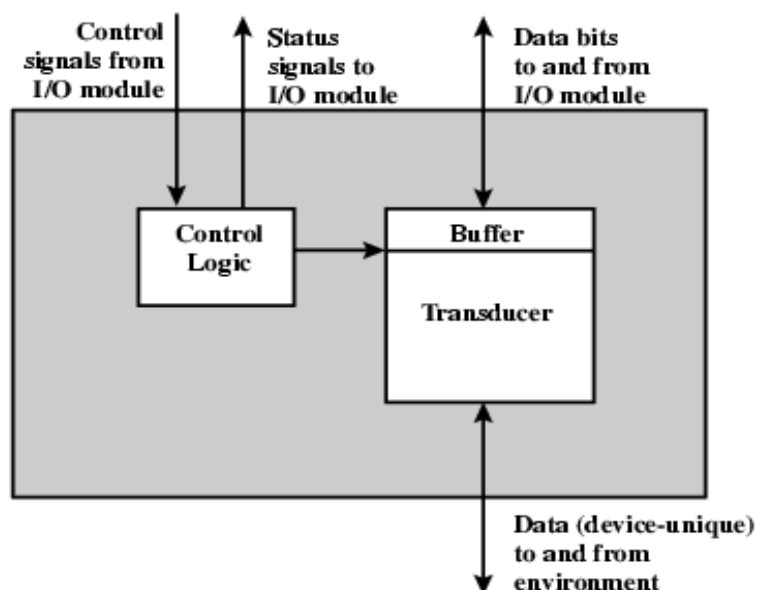 Control
signals from
I/O module
Status
signals to
I/O module
Data bits
to and from
I/O module
Control
Logic
Buffer
Transducer
Data (device-unique)
to and from
environment